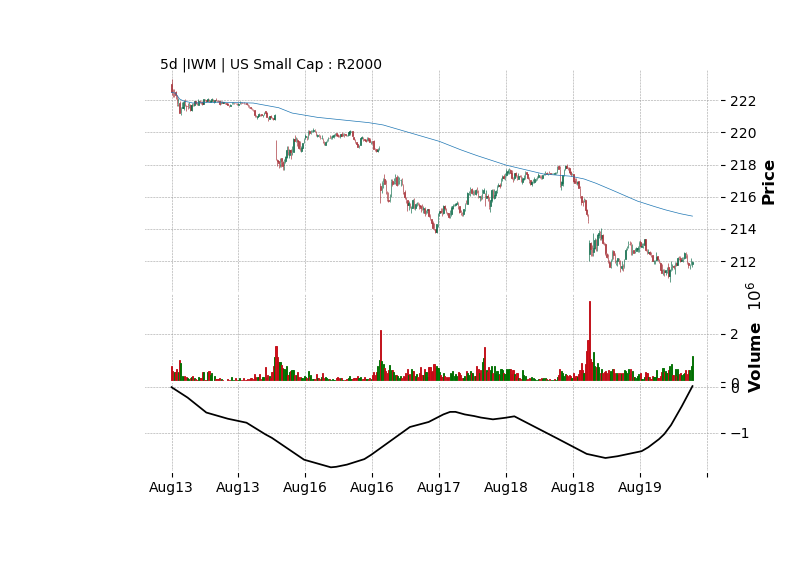 5d |IWM | US Small Cap : R2000
222
220
218
216
214
212
Price
2
0
Volume 10^6
0
−1
Aug13 Aug13 Aug16 Aug16 Aug17 Aug18 Aug18 Aug19